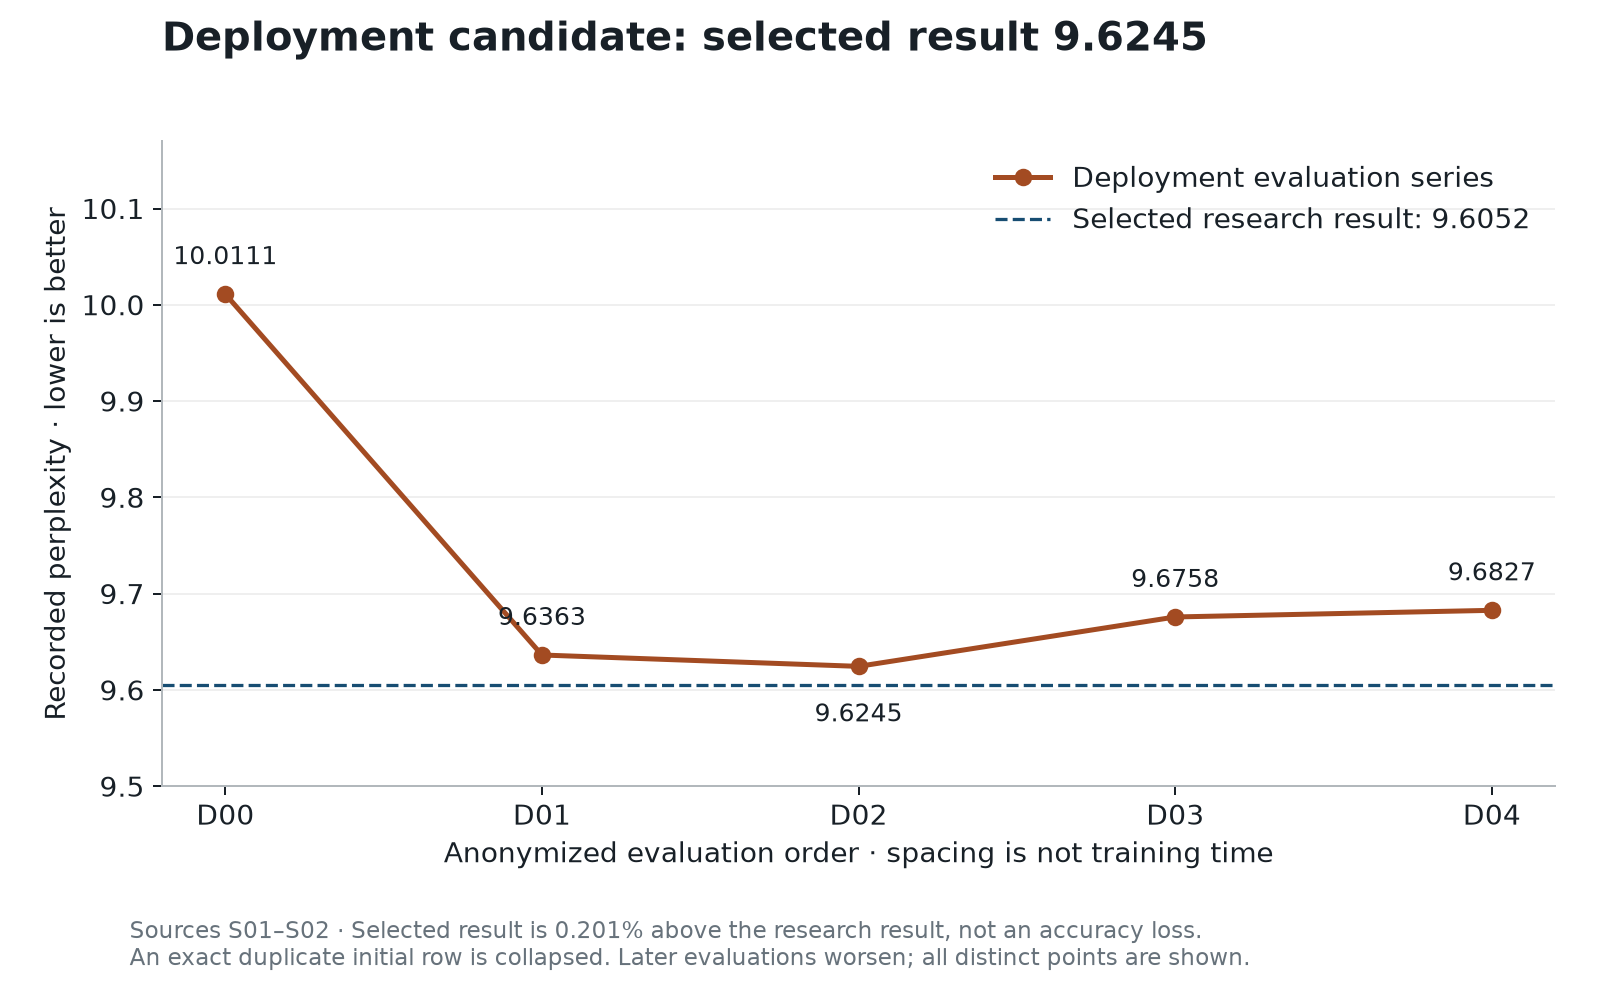 Deployment candidate: selected result 9.6245
Deployment evaluation series
Selected research result: 9.6052
Recorded perplexity · lower is better
10.1
10.0
9.9
9.8
9.7
9.6
9.5
10.0111
9.6363
9.6245
9.6758
9.6827
D00 D01 D02 D03 D04
Anonymized evaluation order · spacing is not training time
Sources S01–S02 · Selected result is 0.201% above the research result, not an accuracy loss.
An exact duplicate initial row is collapsed. Later evaluations worsen; all distinct points are shown.